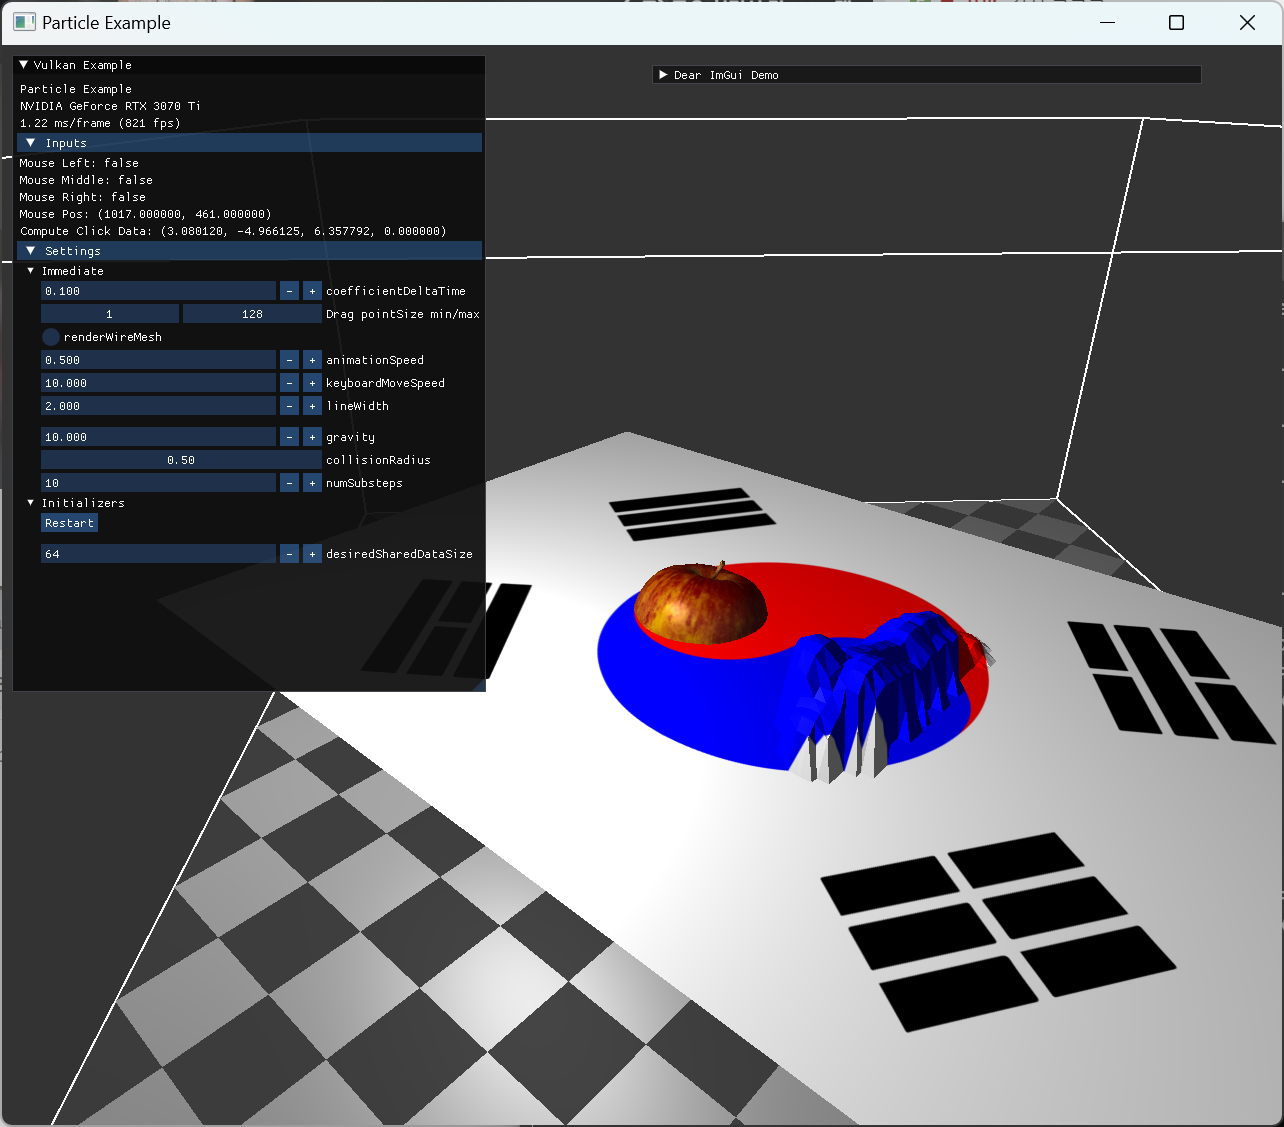 Particle Example
Vulkan Example
Dear ImGui Demo
Particle Example
NVIDIA GeForce RTX 3070 Ti
1.22 ms/frame (821 fps)
Inputs
Mouse Left: false
Mouse Middle: false
Mouse Right: false
Mouse Pos: (1017.000000, 461.000000)
Compute Click Data: (3.080120, -4.966125, 6.357792, 0.000000)
Settings
Immediate
0.100 - + coefficientDeltaTime
1 128 Drag pointSize min/max
renderWireMesh
0.500 - + animationSpeed
10.000 - + keyboardMoveSpeed
2.000 - + lineWidth
10.000 - + gravity
0.50 collisionRadius
10 - + numSubsteps
Initializers
Restart
64 - + desiredSharedDataSize